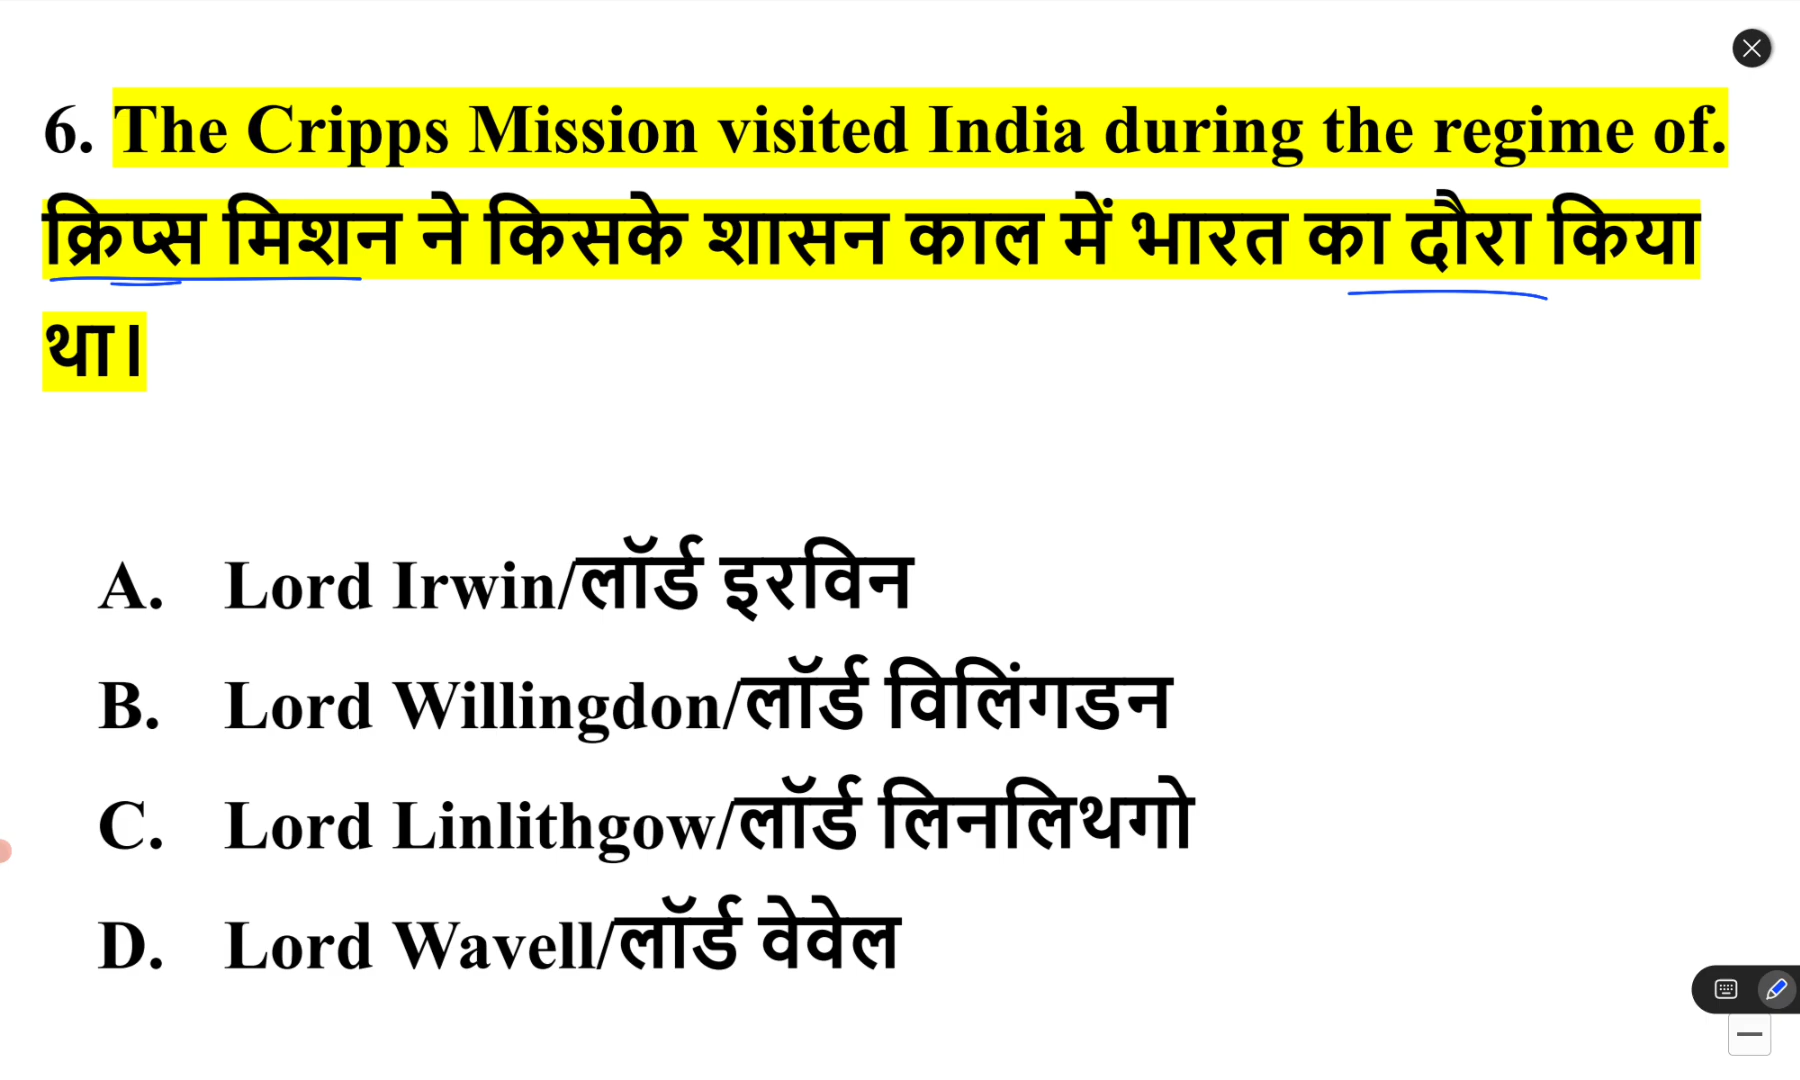 6. The Cripps Mission visited India during the regime of.
क्रिप्स मिशन ने किसके शासन काल में भारत का दौरा किया
था।
A. Lord Irwin/लॉर्ड इरविन
B. Lord Willingdon/लॉर्ड विलिंगडन
C. Lord Linlithgow/लॉर्ड लिनलिथगो
D. Lord Wavell/लॉर्ड वेवेल